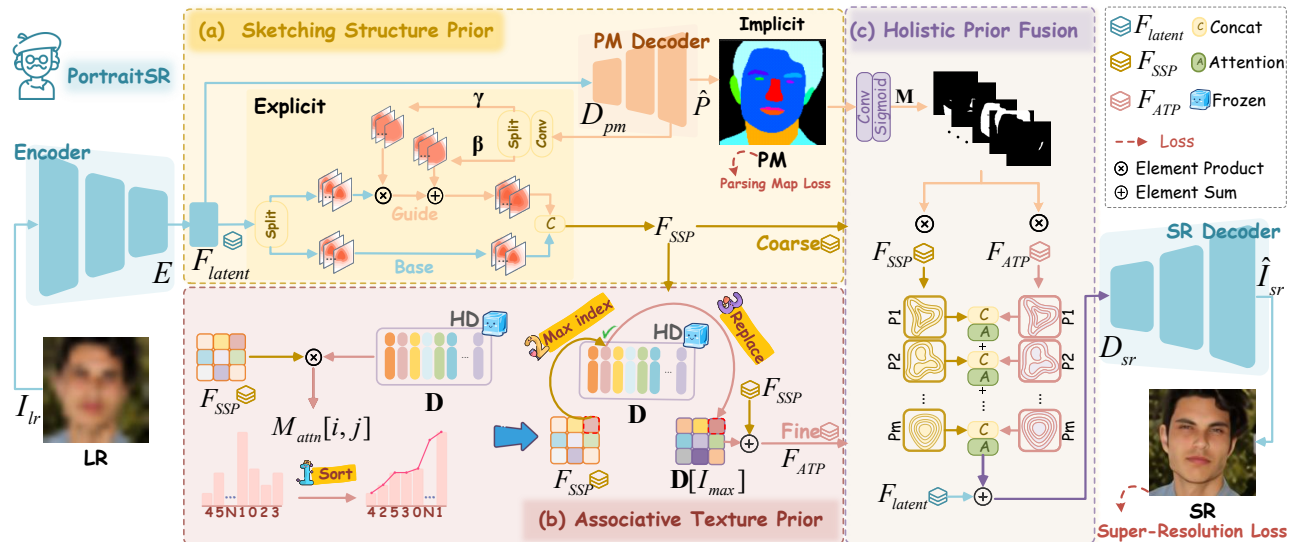 PortraitSR
(a) Sketching Structure Prior
PM Decoder
Implicit
(c) Holistic Prior Fusion
F_latent
C Concat
F_SSP
A Attention
F_ATP
Frozen
Loss
Element Product
Element Sum
Explicit
γ
β
Split
Conv
D_pm
P̂
PM
Parsing Map Loss
Conv
Sigmoid
M
Encoder
E
F_latent
Split
...
...
...
...
...
...
Guide
Base
C
F_SSP
Coarse
F_SSP
F_ATP
P1
C
A
P1
+
P2
C
A
P2
+
...
...
...
+
Pm
C
A
Pm
F_latent
SR Decoder
D_sr
Î_sr
SR
Super-Resolution Loss
I_lr
LR
F_SSP
HD
...
D
M_attn[i, j]
...
45N1023
1 Sort
...
42530N1
2 Max index
3 Replace
HD
...
D
F_SSP
F_SSP
D[I_max]
Fine
F_ATP
(b) Associative Texture Prior